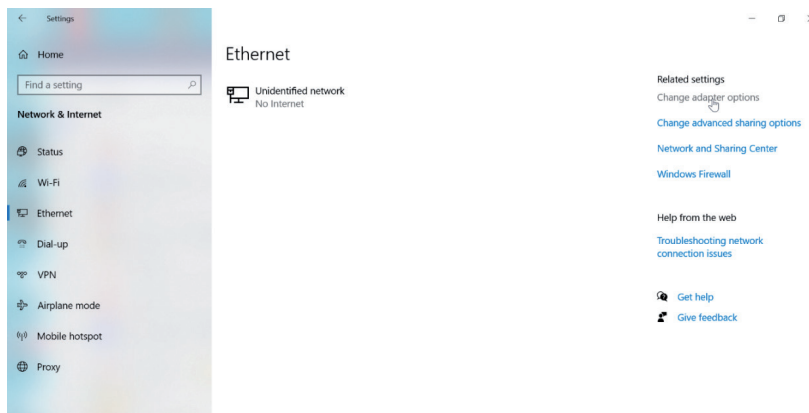 Settings
Home
Find a setting
Network & Internet
Status
Wi-Fi
Ethernet
Dial-up
VPN
Airplane mode
Mobile hotspot
Proxy
Ethernet
Unidentified network
No Internet
Related settings
Change adapter options
Change advanced sharing options
Network and Sharing Center
Windows Firewall
Help from the web
Troubleshooting network
connection issues
Get help
Give feedback